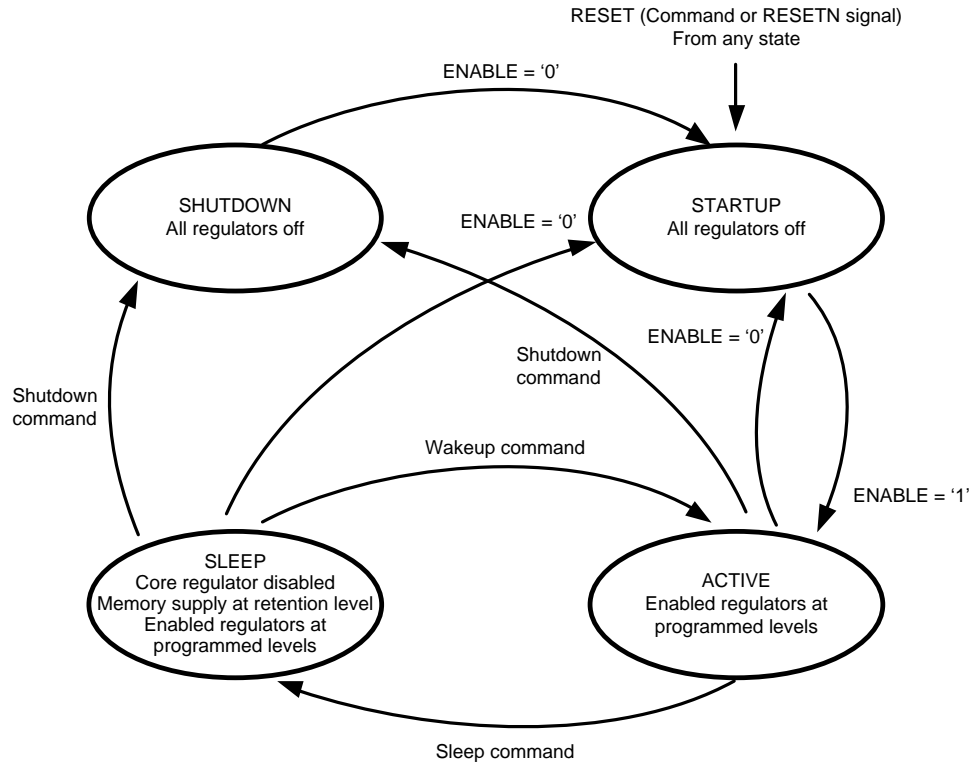 RESET (Command or RESETN signal)
From any state
ENABLE = ‘0’
SHUTDOWN
All regulators off
ENABLE = ‘0’
STARTUP
All regulators off
ENABLE = ‘0’
Shutdown
command
Shutdown
command
Wakeup command
ENABLE = ‘1’
SLEEP
Core regulator disabled
Memory supply at retention level
Enabled regulators at
programmed levels
ACTIVE
Enabled regulators at
programmed levels
Sleep command